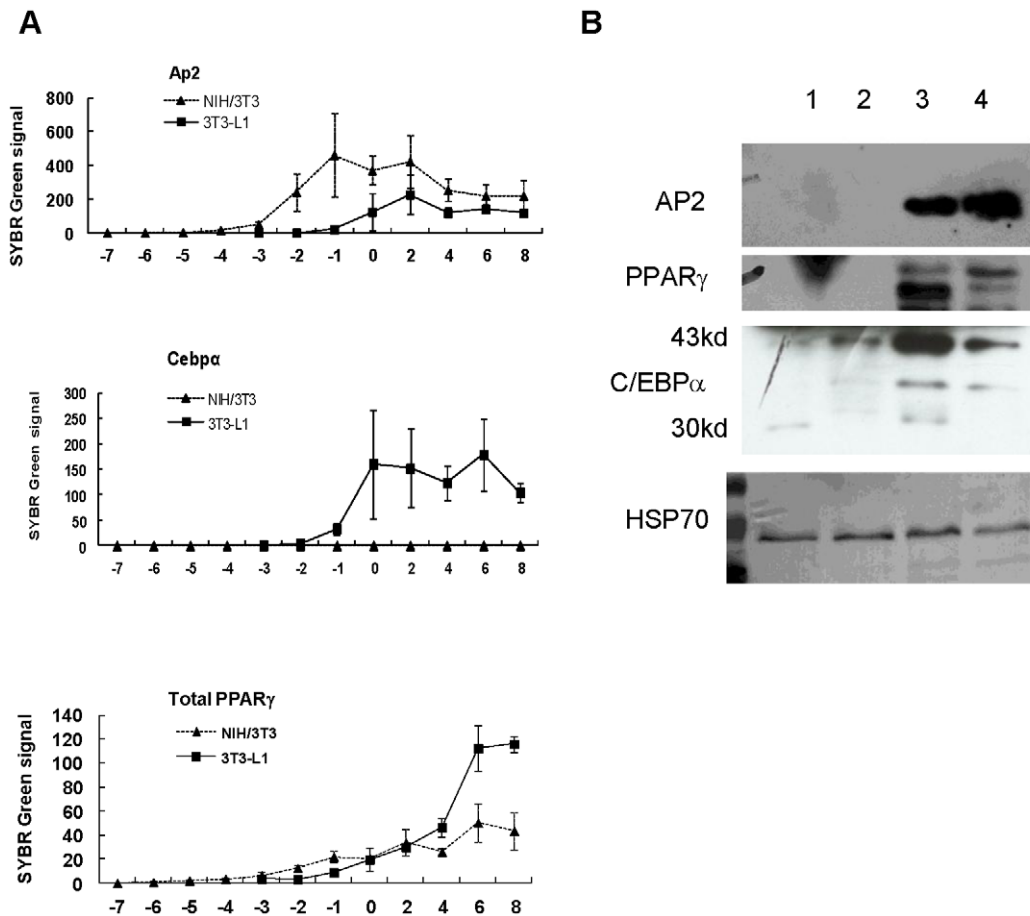 A
Ap2
NIH/3T3
3T3-L1
SYBR Green signal
800
600
400
200
0
-7 -6 -5 -4 -3 -2 -1 0 2 4 6 8
Cebpα
NIH/3T3
3T3-L1
SYBR Green signal
300
250
200
150
100
50
0
-7 -6 -5 -4 -3 -2 -1 0 2 4 6 8
Total PPARγ
NIH/3T3
3T3-L1
SYBR Green signal
140
120
100
80
60
40
20
0
-7 -6 -5 -4 -3 -2 -1 0 2 4 6 8
B
1 2 3 4
AP2
PPARγ
43kd
C/EBPα
30kd
HSP70